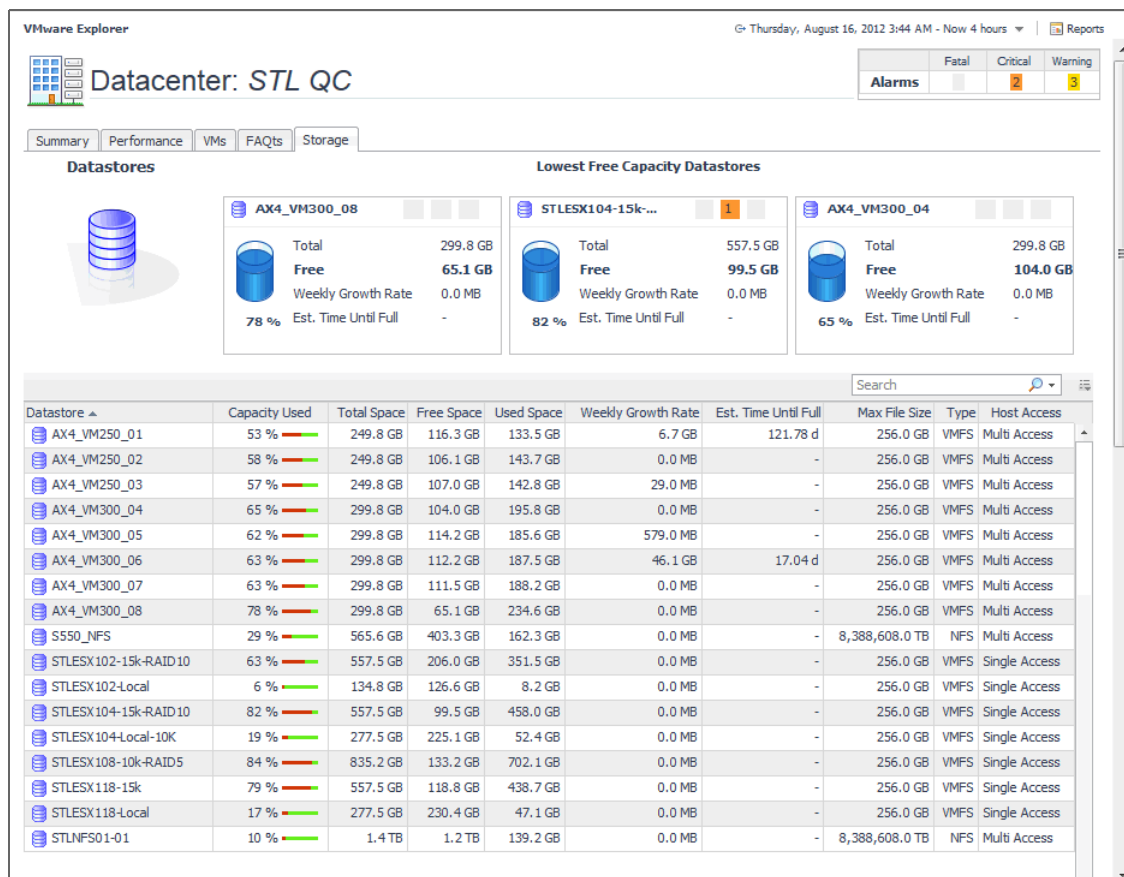 VMware Explorer
Thursday, August 16, 2012 3:44 AM - Now 4 hours
Reports
Datacenter: STL QC
Fatal Critical Warning
Alarms 2 3
Summary Performance VMs FAQts Storage
Datastores
Lowest Free Capacity Datastores
AX4_VM300_08
Total 299.8 GB
Free 65.1 GB
Weekly Growth Rate 0.0 MB
78 % Est. Time Until Full -
STLESX104-15k-... 1
Total 557.5 GB
Free 99.5 GB
Weekly Growth Rate 0.0 MB
82 % Est. Time Until Full -
AX4_VM300_04
Total 299.8 GB
Free 104.0 GB
Weekly Growth Rate 0.0 MB
65 % Est. Time Until Full -
Search
Datastore Capacity Used Total Space Free Space Used Space Weekly Growth Rate Est. Time Until Full Max File Size Type Host Access
AX4_VM250_01 53 % 249.8 GB 116.3 GB 133.5 GB 6.7 GB 121.78 d 256.0 GB VMFS Multi Access
AX4_VM250_02 58 % 249.8 GB 106.1 GB 143.7 GB 0.0 MB - 256.0 GB VMFS Multi Access
AX4_VM250_03 57 % 249.8 GB 107.0 GB 142.8 GB 29.0 MB - 256.0 GB VMFS Multi Access
AX4_VM300_04 65 % 299.8 GB 104.0 GB 195.8 GB 0.0 MB - 256.0 GB VMFS Multi Access
AX4_VM300_05 62 % 299.8 GB 114.2 GB 185.6 GB 579.0 MB - 256.0 GB VMFS Multi Access
AX4_VM300_06 63 % 299.8 GB 112.2 GB 187.5 GB 46.1 GB 17.04 d 256.0 GB VMFS Multi Access
AX4_VM300_07 63 % 299.8 GB 111.5 GB 188.2 GB 0.0 MB - 256.0 GB VMFS Multi Access
AX4_VM300_08 78 % 299.8 GB 65.1 GB 234.6 GB 0.0 MB - 256.0 GB VMFS Multi Access
S550_NFS 29 % 565.6 GB 403.3 GB 162.3 GB 0.0 MB - 8,388,608.0 TB NFS Multi Access
STLESX102-15k-RAID10 63 % 557.5 GB 206.0 GB 351.5 GB 0.0 MB - 256.0 GB VMFS Single Access
STLESX102-Local 6 % 134.8 GB 126.6 GB 8.2 GB 0.0 MB - 256.0 GB VMFS Single Access
STLESX104-15k-RAID10 82 % 557.5 GB 99.5 GB 458.0 GB 0.0 MB - 256.0 GB VMFS Single Access
STLESX104-Local-10K 19 % 277.5 GB 225.1 GB 52.4 GB 0.0 MB - 256.0 GB VMFS Single Access
STLESX108-10k-RAID5 84 % 835.2 GB 133.2 GB 702.1 GB 0.0 MB - 256.0 GB VMFS Single Access
STLESX118-15k 79 % 557.5 GB 118.8 GB 438.7 GB 0.0 MB - 256.0 GB VMFS Single Access
STLESX118-Local 17 % 277.5 GB 230.4 GB 47.1 GB 0.0 MB - 256.0 GB VMFS Single Access
STLNFS01-01 10 % 1.4 TB 1.2 TB 139.2 GB 0.0 MB - 8,388,608.0 TB NFS Multi Access